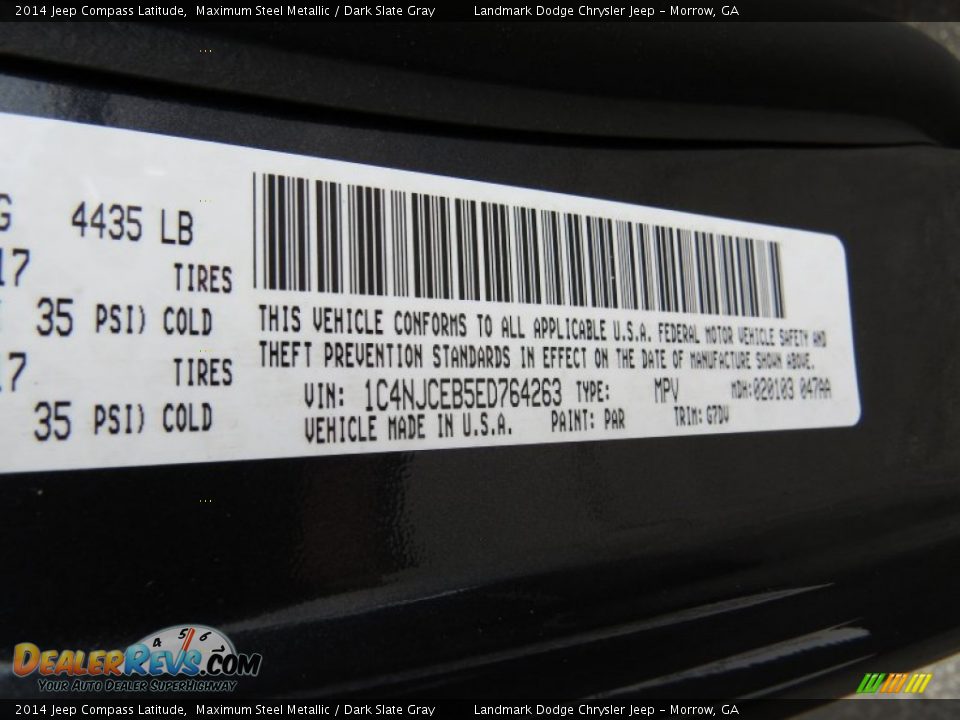 2014 Jeep Compass Latitude, Maximum Steel Metallic / Dark Slate Gray Landmark Dodge Chrysler Jeep - Morrow, GA
G 4435 LB
17 TIRES
35 PSI) COLD
17 TIRES
35 PSI) COLD
THIS VEHICLE CONFORMS TO ALL APPLICABLE U.S.A. FEDERAL MOTOR VEHICLE SAFETY AND
THEFT PREVENTION STANDARDS IN EFFECT ON THE DATE OF MANUFACTURE SHOWN ABOVE.
VIN: 1C4NJCEB5ED764263 TYPE: MPV MDH:020103 047AA
VEHICLE MADE IN U.S.A. PAINT: PAR TRIM: G7DV
4 5 6
DEALERREVS.COM
YOUR AUTO DEALER SUPERHIGHWAY
2014 Jeep Compass Latitude, Maximum Steel Metallic / Dark Slate Gray Landmark Dodge Chrysler Jeep - Morrow, GA